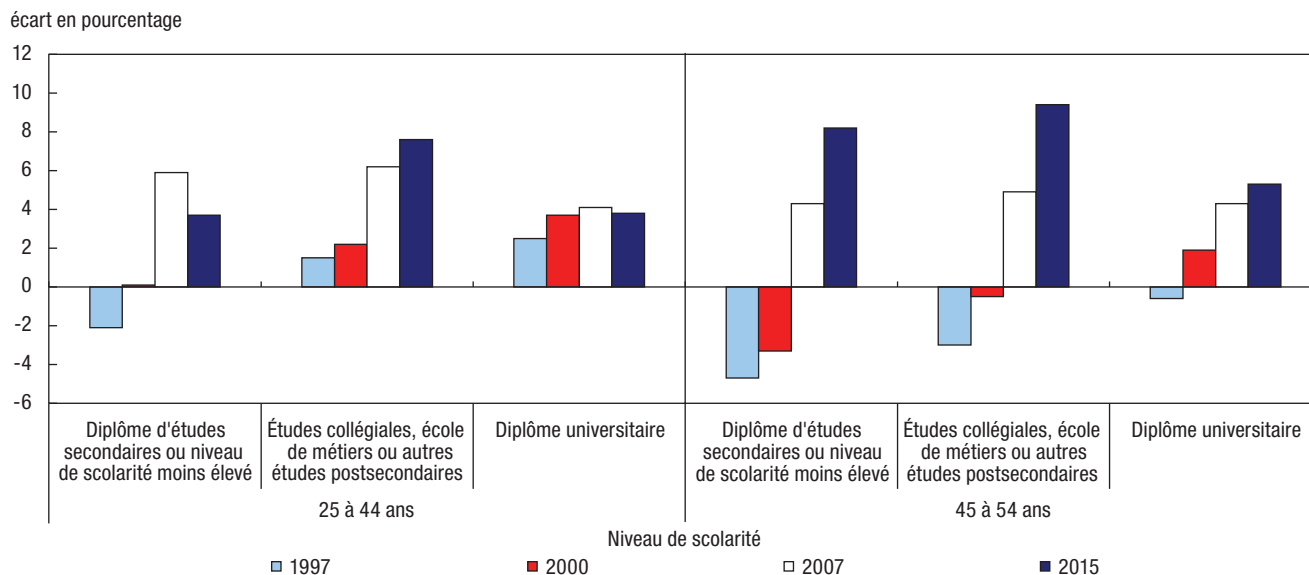 écart en pourcentage
12
10
8
6
4
2
0
-2
-4
-6
Diplôme d'études
secondaires ou niveau
de scolarité moins élevé
Études collégiales, école
de métiers ou autres
études postsecondaires
Diplôme universitaire
Diplôme d'études
secondaires ou niveau
de scolarité moins élevé
Études collégiales, école
de métiers ou autres
études postsecondaires
Diplôme universitaire
25 à 44 ans
45 à 54 ans
Niveau de scolarité
1997
2000
2007
2015